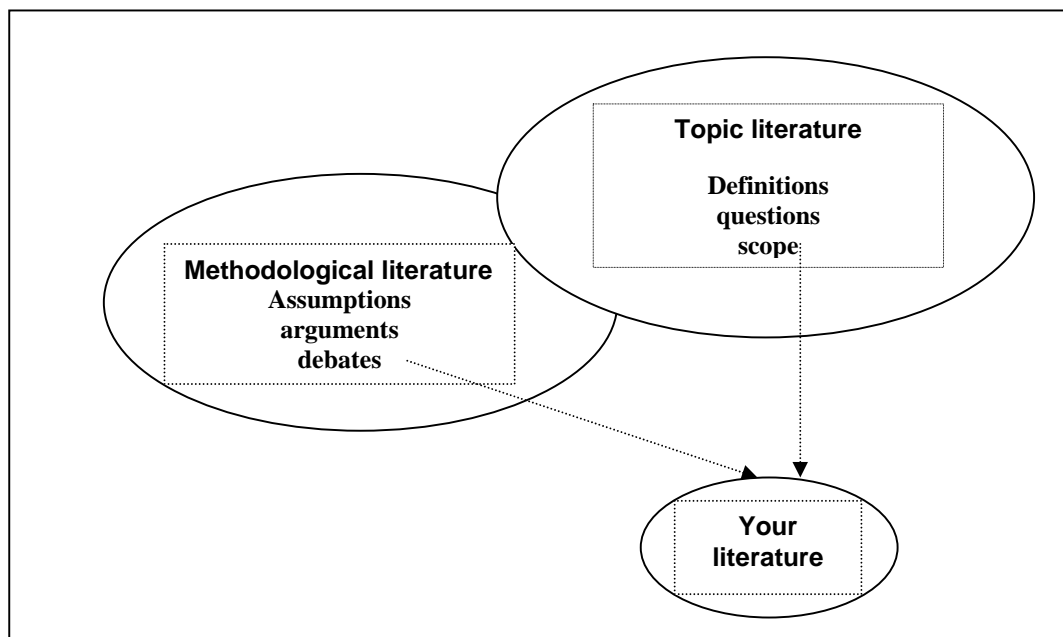 Topic literature
Definitions
questions
scope
Methodological literature
Assumptions
arguments
debates
Your
literature